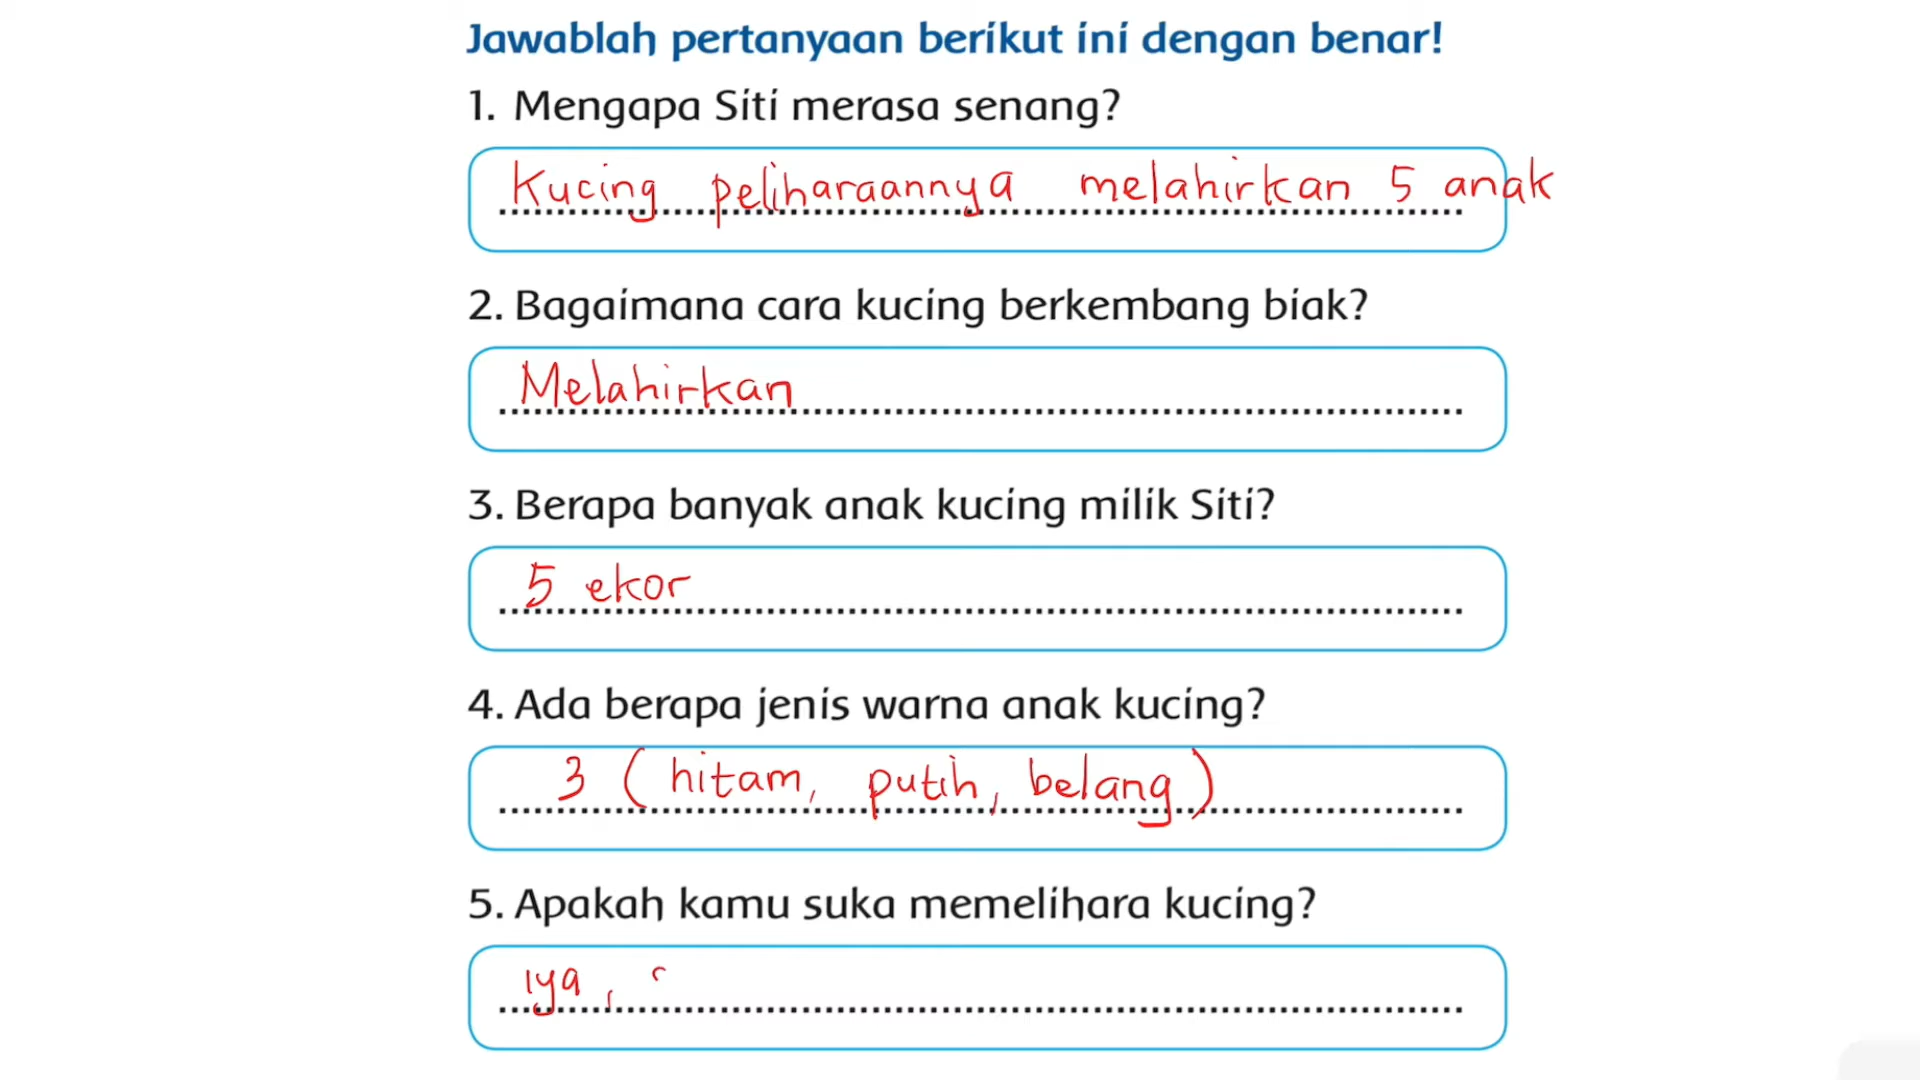 Jawablah pertanyaan berikut ini dengan benar!
1. Mengapa Siti merasa senang?
Kucing peliharaannya melahirkan 5 anak
2. Bagaimana cara kucing berkembang biak?
Melahirkan
3. Berapa banyak anak kucing milik Siti?
5 ekor
4. Ada berapa jenis warna anak kucing?
3 (hitam, putih, belang)
5. Apakah kamu suka memelihara kucing?
iya,